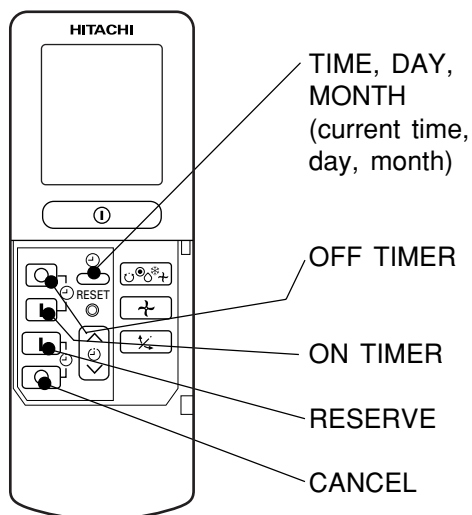 HITACHI
TIME, DAY,
MONTH
(current time,
day, month)
RESET
OFF TIMER
ON TIMER
RESERVE
CANCEL